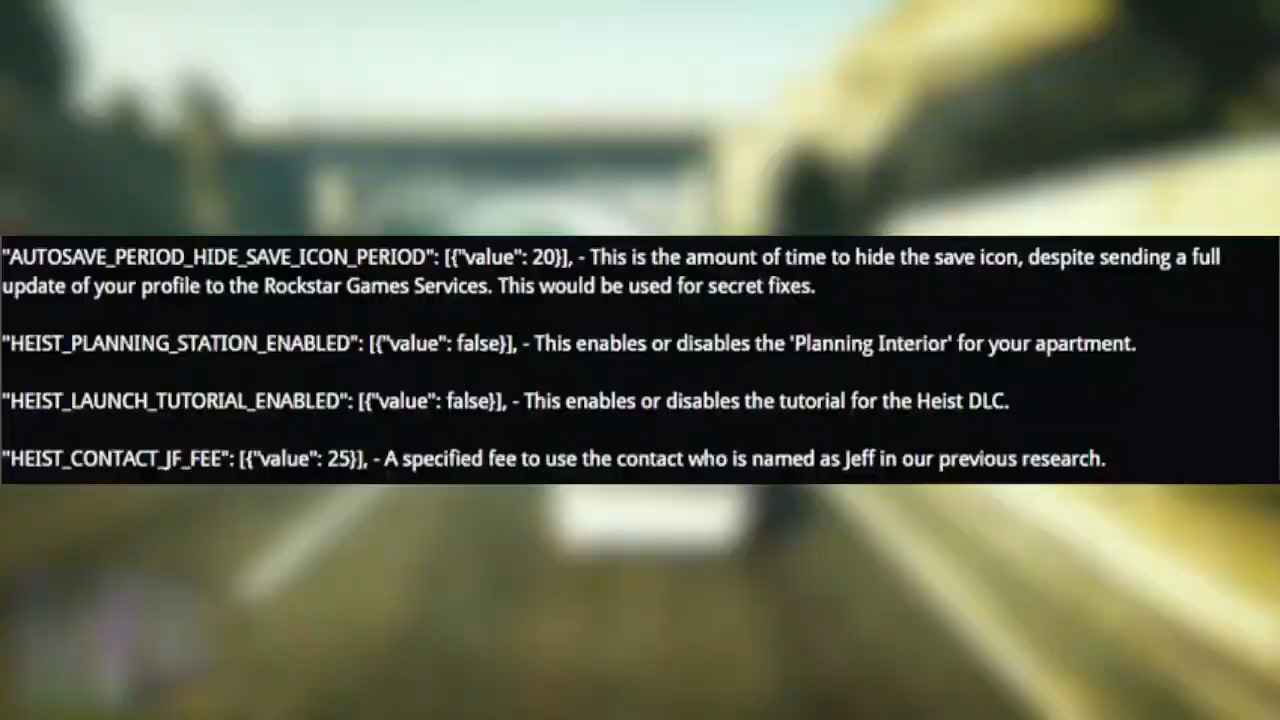 "AUTOSAVE_PERIOD_HIDE_SAVE_ICON_PERIOD": [{"value": 20}], - This is the amount of time to hide the save icon, despite sending a full
update of your profile to the Rockstar Games Services. This would be used for secret fixes.
"HEIST_PLANNING_STATION_ENABLED": [{"value": false}], - This enables or disables the 'Planning Interior' for your apartment.
"HEIST_LAUNCH_TUTORIAL_ENABLED": [{"value": false}], - This enables or disables the tutorial for the Heist DLC.
"HEIST_CONTACT_JF_FEE": [{"value": 25}], - A specified fee to use the contact who is named as Jeff in our previous research.